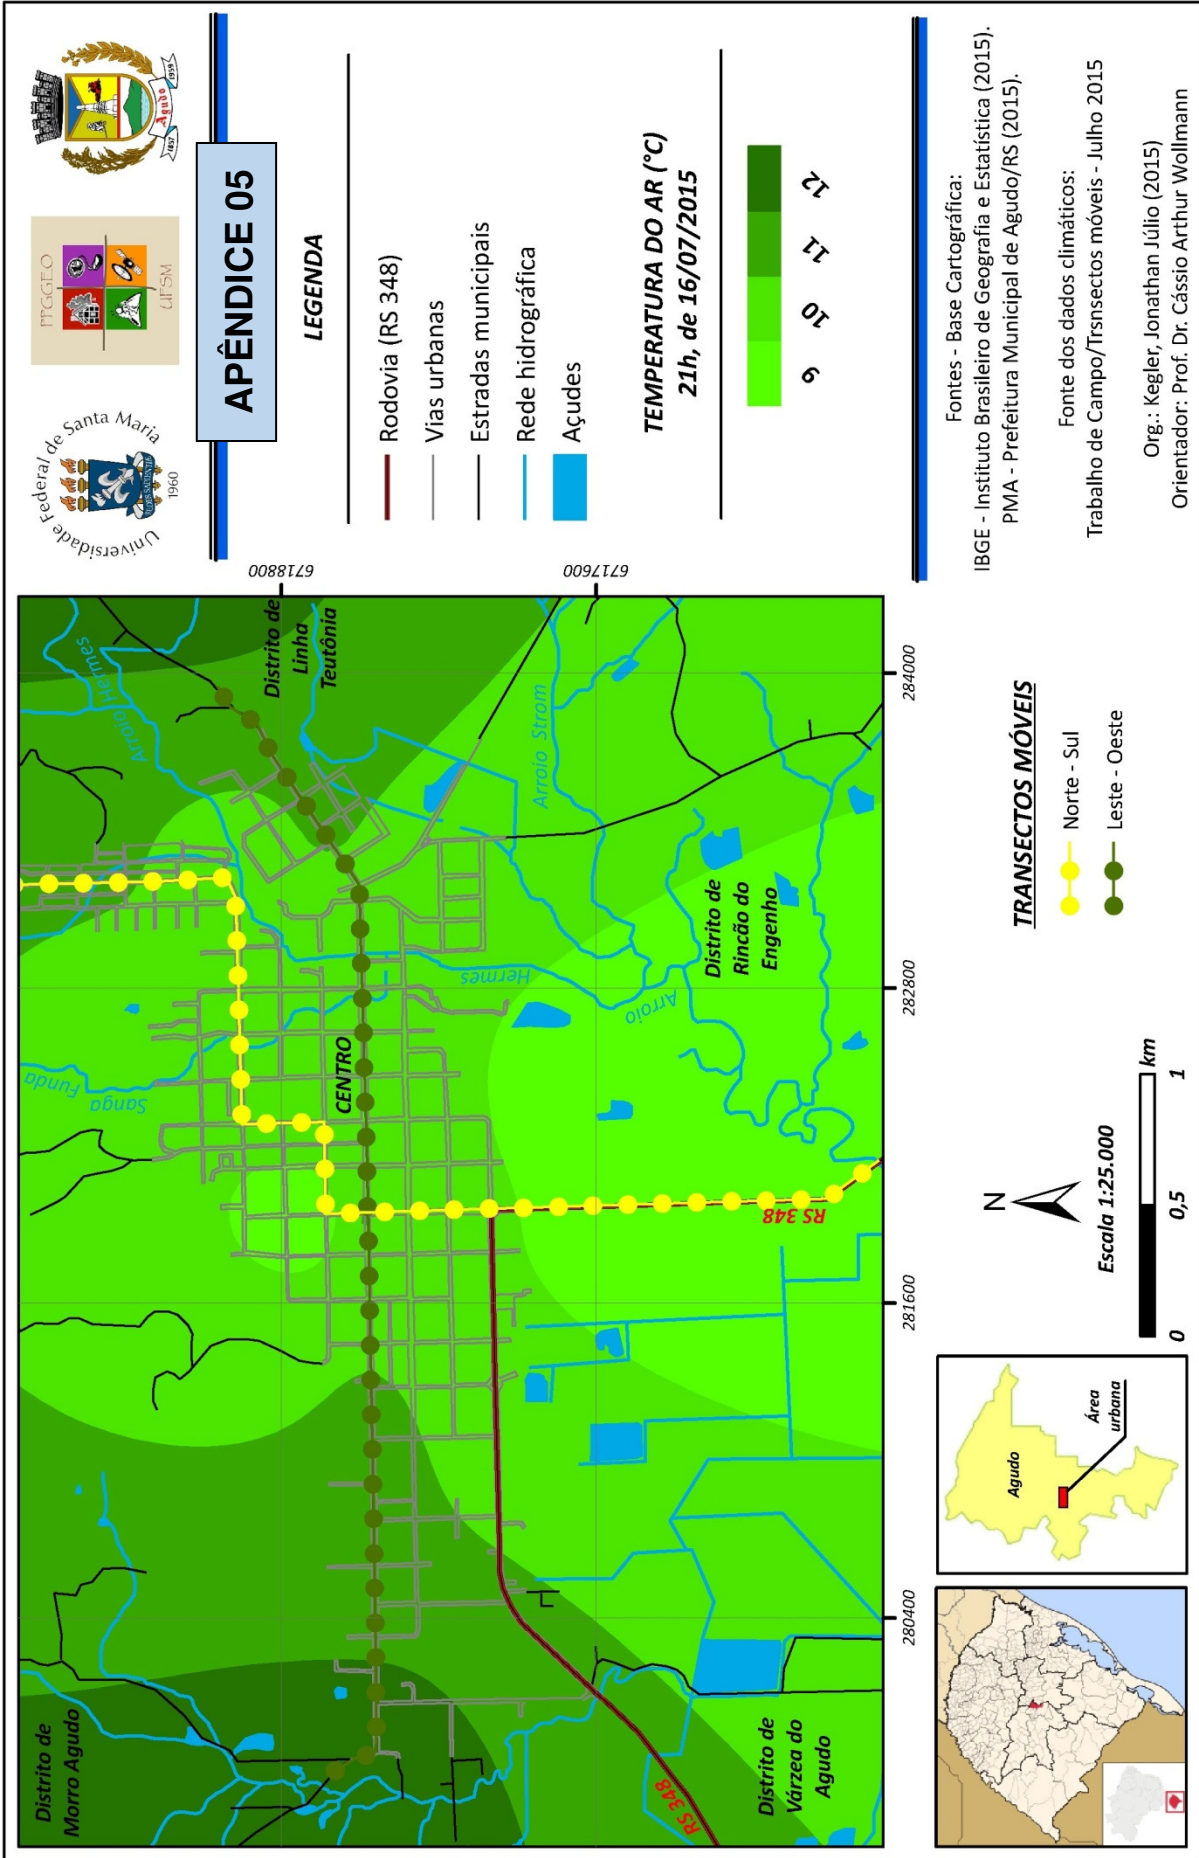 Universidade Federal de Santa Maria
1960
PPGGEO
UFSM
Agudo
1857
1959
APÊNDICE 05
LEGENDA
Rodovia (RS 348)
Vias urbanas
Estradas municipais
Rede hidrográfica
Açudes
TEMPERATURA DO AR (°C)
21h, de 16/07/2015
9
10
11
12
Fontes - Base Cartográfica:
IBGE - Instituto Brasileiro de Geografia e Estatística (2015).
PMA - Prefeitura Municipal de Agudo/RS (2015).
Fonte dos dados climáticos:
Trabalho de Campo/Trsnsectos móveis - Julho 2015
Org.: Kegler, Jonathan Júlio (2015)
Orientador: Prof. Dr. Cássio Arthur Wollmann
Distrito de
Morro Agudo
Sanga Funda
Arroio Hermes
Distrito de
Linha
Teutônia
CENTRO
Arroio Strom
Arroio
Hermes
Distrito de
Rincão do
Engenho
RS 348
RS 348
Distrito de
Várzea do
Agudo
6718800
6717600
280400
281600
282800
284000
Agudo
Área
urbana
N
Escala 1:25.000
0
0,5
1
km
TRANSECTOS MÓVEIS
Norte - Sul
Leste - Oeste